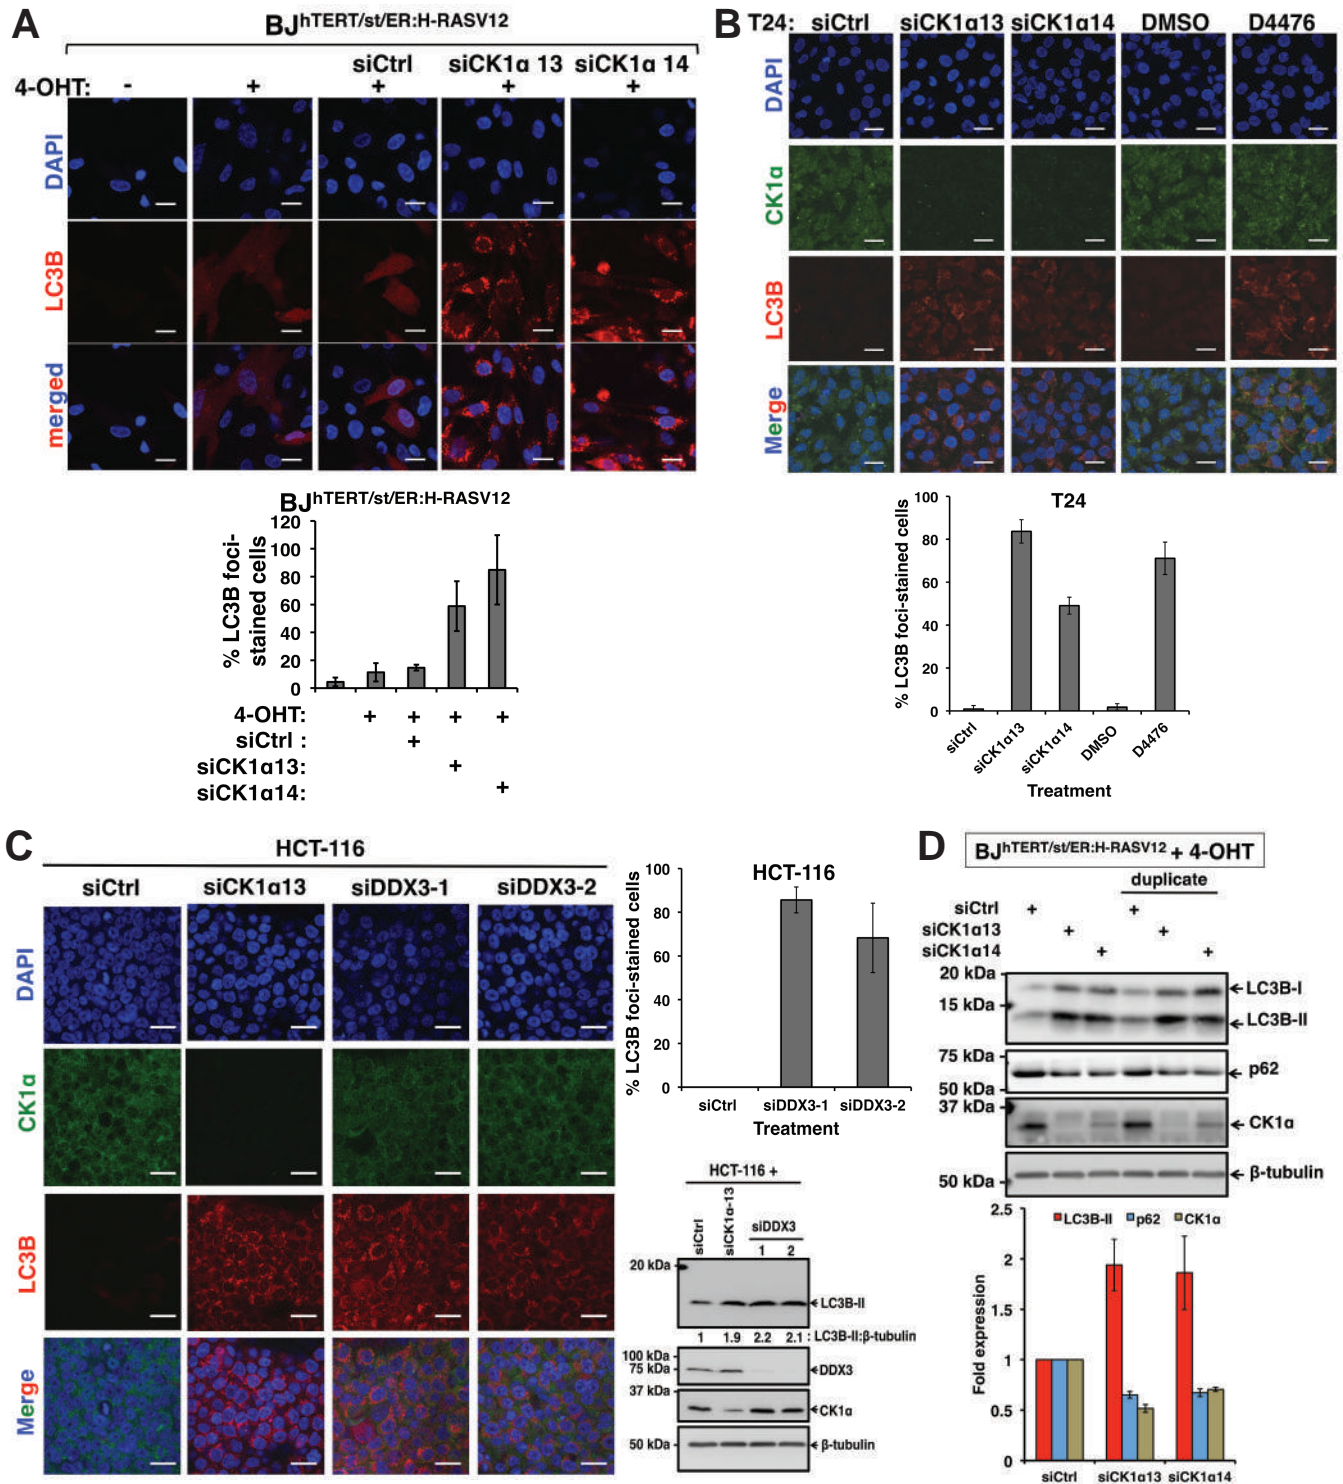 A
BJhTERT/st/ER:H-RASV12
siCtrl siCK1α 13 siCK1α 14
4-OHT: - + + + +
DAPI
LC3B
merged
BJhTERT/st/ER:H-RASV12
% LC3B foci-
stained cells
120
100
80
60
40
20
0
4-OHT: + + + +
siCtrl : +
siCK1α13: +
siCK1α14: +
B
T24: siCtrl siCK1α13 siCK1α14 DMSO D4476
DAPI
CK1α
LC3B
Merge
T24
% LC3B foci-stained cells
100
80
60
40
20
0
siCtrl siCK1α13 siCK1α14 DMSO D4476
Treatment
C
HCT-116
siCtrl siCK1α13 siDDX3-1 siDDX3-2
DAPI
CK1α
LC3B
Merge
HCT-116
% LC3B foci-stained cells
100
80
60
40
20
0
siCtrl siDDX3-1 siDDX3-2
Treatment
HCT-116 +
siCtrl siCK1α-13 siDDX3
1 2
20 kDa
LC3B-II
1 1.9 2.2 2.1 : LC3B-II:β-tubulin
100 kDa
75 kDa DDX3
37 kDa
CK1α
50 kDa β-tubulin
D
BJhTERT/st/ER:H-RASV12 + 4-OHT
duplicate
siCtrl + +
siCK1α13 + +
siCK1α14 + +
20 kDa
LC3B-I
15 kDa
LC3B-II
75 kDa
p62
50 kDa
37 kDa
CK1α
50 kDa β-tubulin
LC3B-II p62 CK1α
Fold expression
2.5
2
1.5
1
0.5
0
siCtrl siCK1α13 siCK1α14